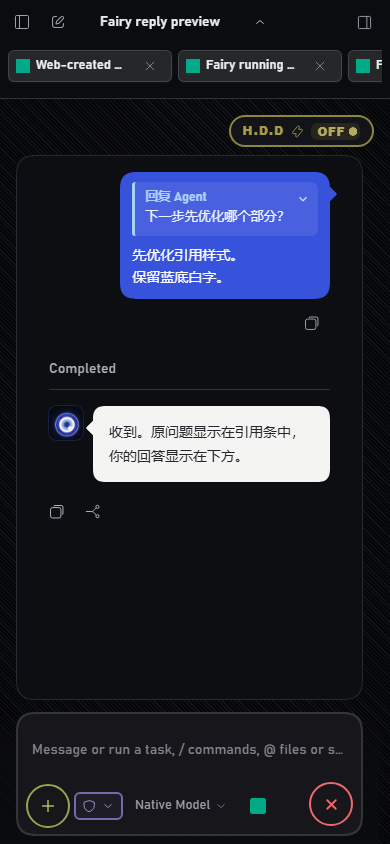 Fairy reply preview
Web-created ...
Fairy running ...
F
H.D.D OFF
回复 Agent
下一步先优化哪个部分?
先优化引用样式。
保留蓝底白字。
Completed
收到。原问题显示在引用条中，
你的回答显示在下方。
Message or run a task, / commands, @ files or s...
Native Model